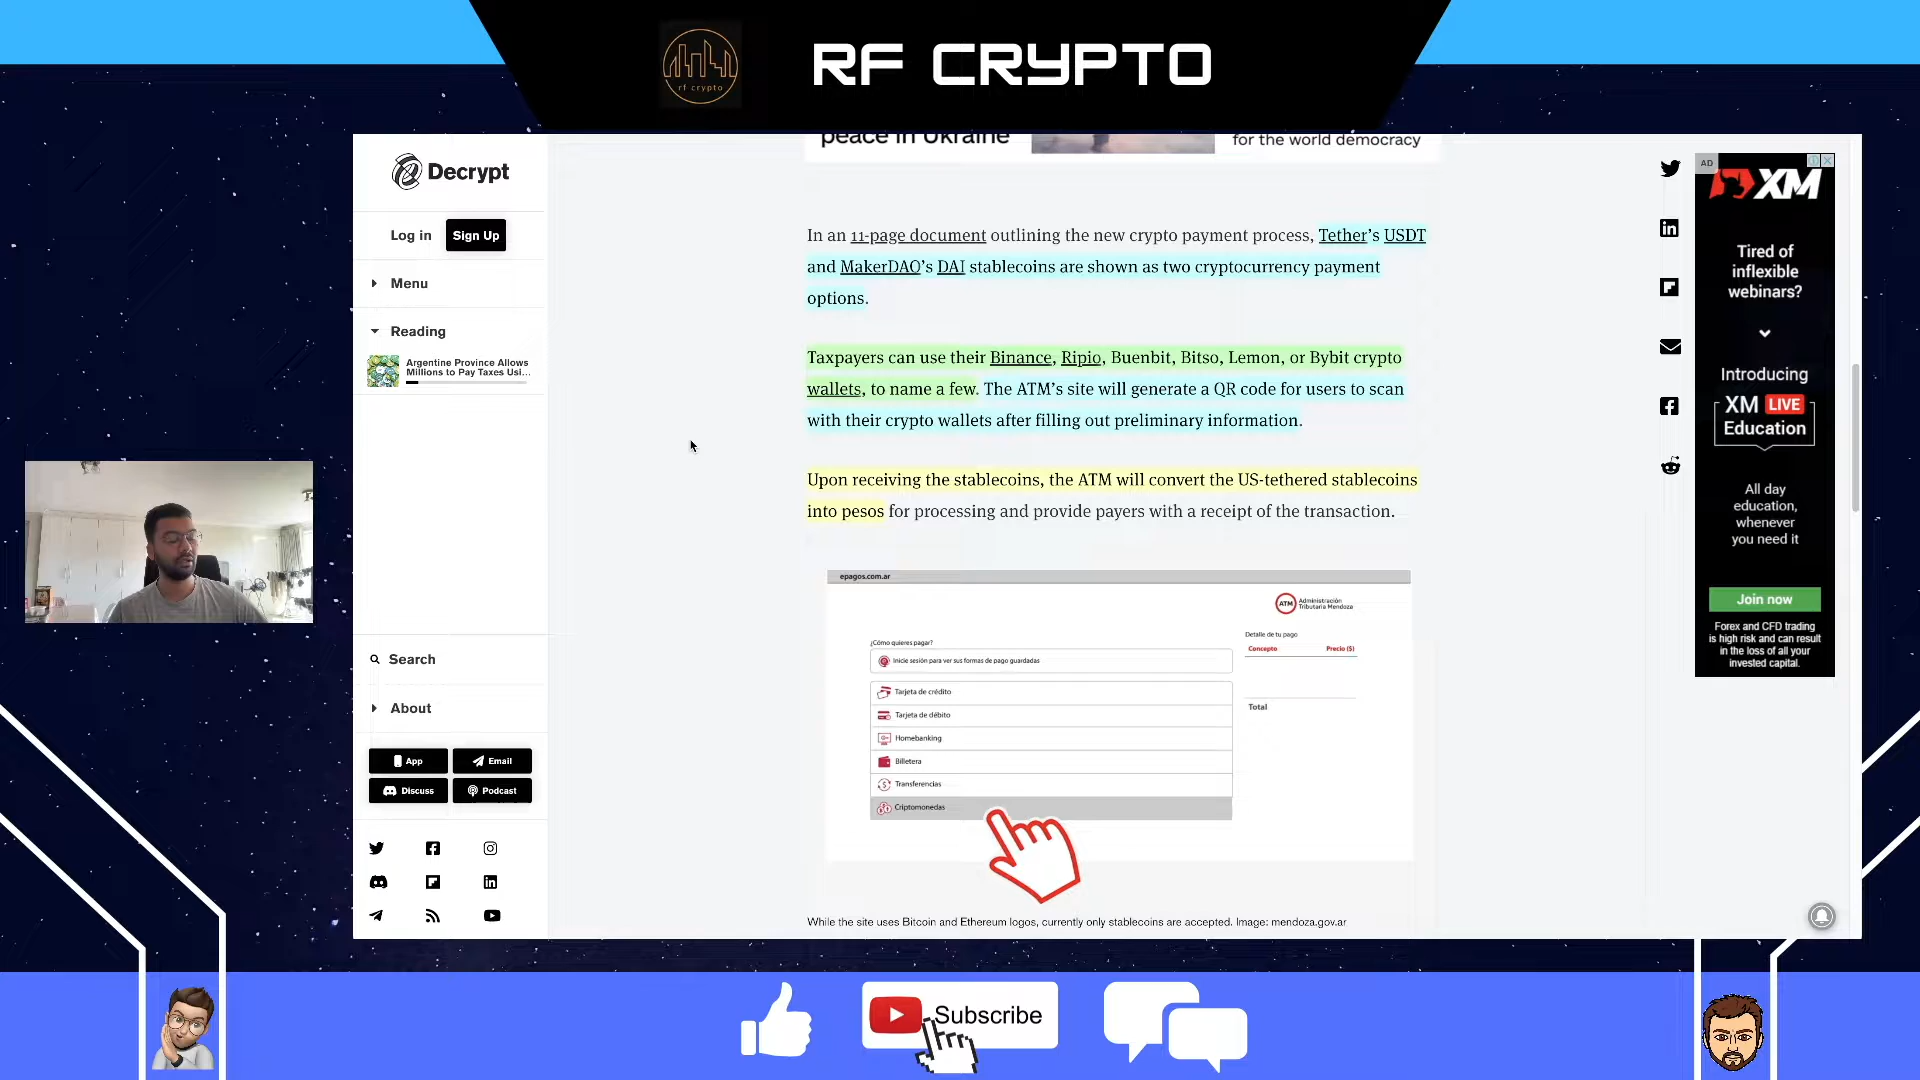 rf crypto
RF CRYPTO
Decrypt
Log in
Sign Up
Menu
Reading
Argentine Province Allows
Millions to Pay Taxes Usi...
Search
About
App
Email
Discuss
Podcast
peace in Ukraine
for the world democracy
In an 11-page document outlining the new crypto payment process, Tether's USDT
and MakerDAO's DAI stablecoins are shown as two cryptocurrency payment
options.
Taxpayers can use their Binance, Ripio, Buenbit, Bitso, Lemon, or Bybit crypto
wallets, to name a few. The ATM's site will generate a QR code for users to scan
with their crypto wallets after filling out preliminary information.
Upon receiving the stablecoins, the ATM will convert the US-tethered stablecoins
into pesos for processing and provide payers with a receipt of the transaction.
epagos.com.ar
ATM
Administración
Tributaria Mendoza
¿Cómo quieres pagar?
Inicie sesión para ver sus formas de pago guardadas
Tarjeta de crédito
Tarjeta de débito
Homebanking
Billetera
Transferencias
Criptomonedas
Detalle de tu pago
Concepto
Precio ($)
Total
While the site uses Bitcoin and Ethereum logos, currently only stablecoins are accepted. Image: mendoza.gov.ar
AD
XM
Tired of
inflexible
webinars?
Introducing
XM LIVE
Education
All day
education,
whenever
you need it
Join now
Forex and CFD trading
is high risk and can result
in the loss of all your
invested capital.
Subscribe